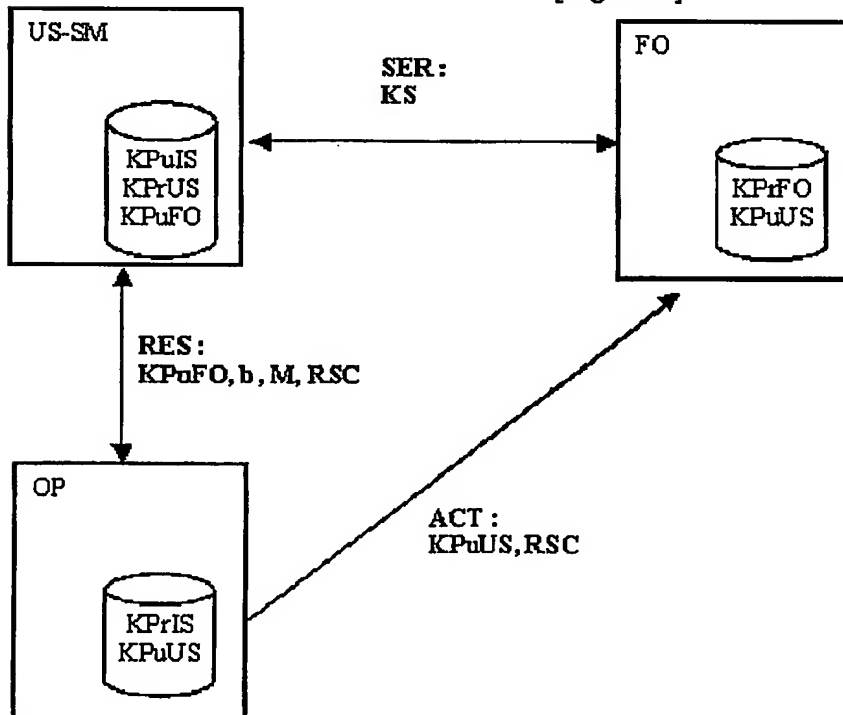 US-SM
FO
SER:
KS
KPuIS
KPrUS
KPuFO
KPrFO
KPuUS
RES:
KPuFO, b, M, RSC
OP
ACT:
KPuUS, RSC
KPrIS
KPuUS